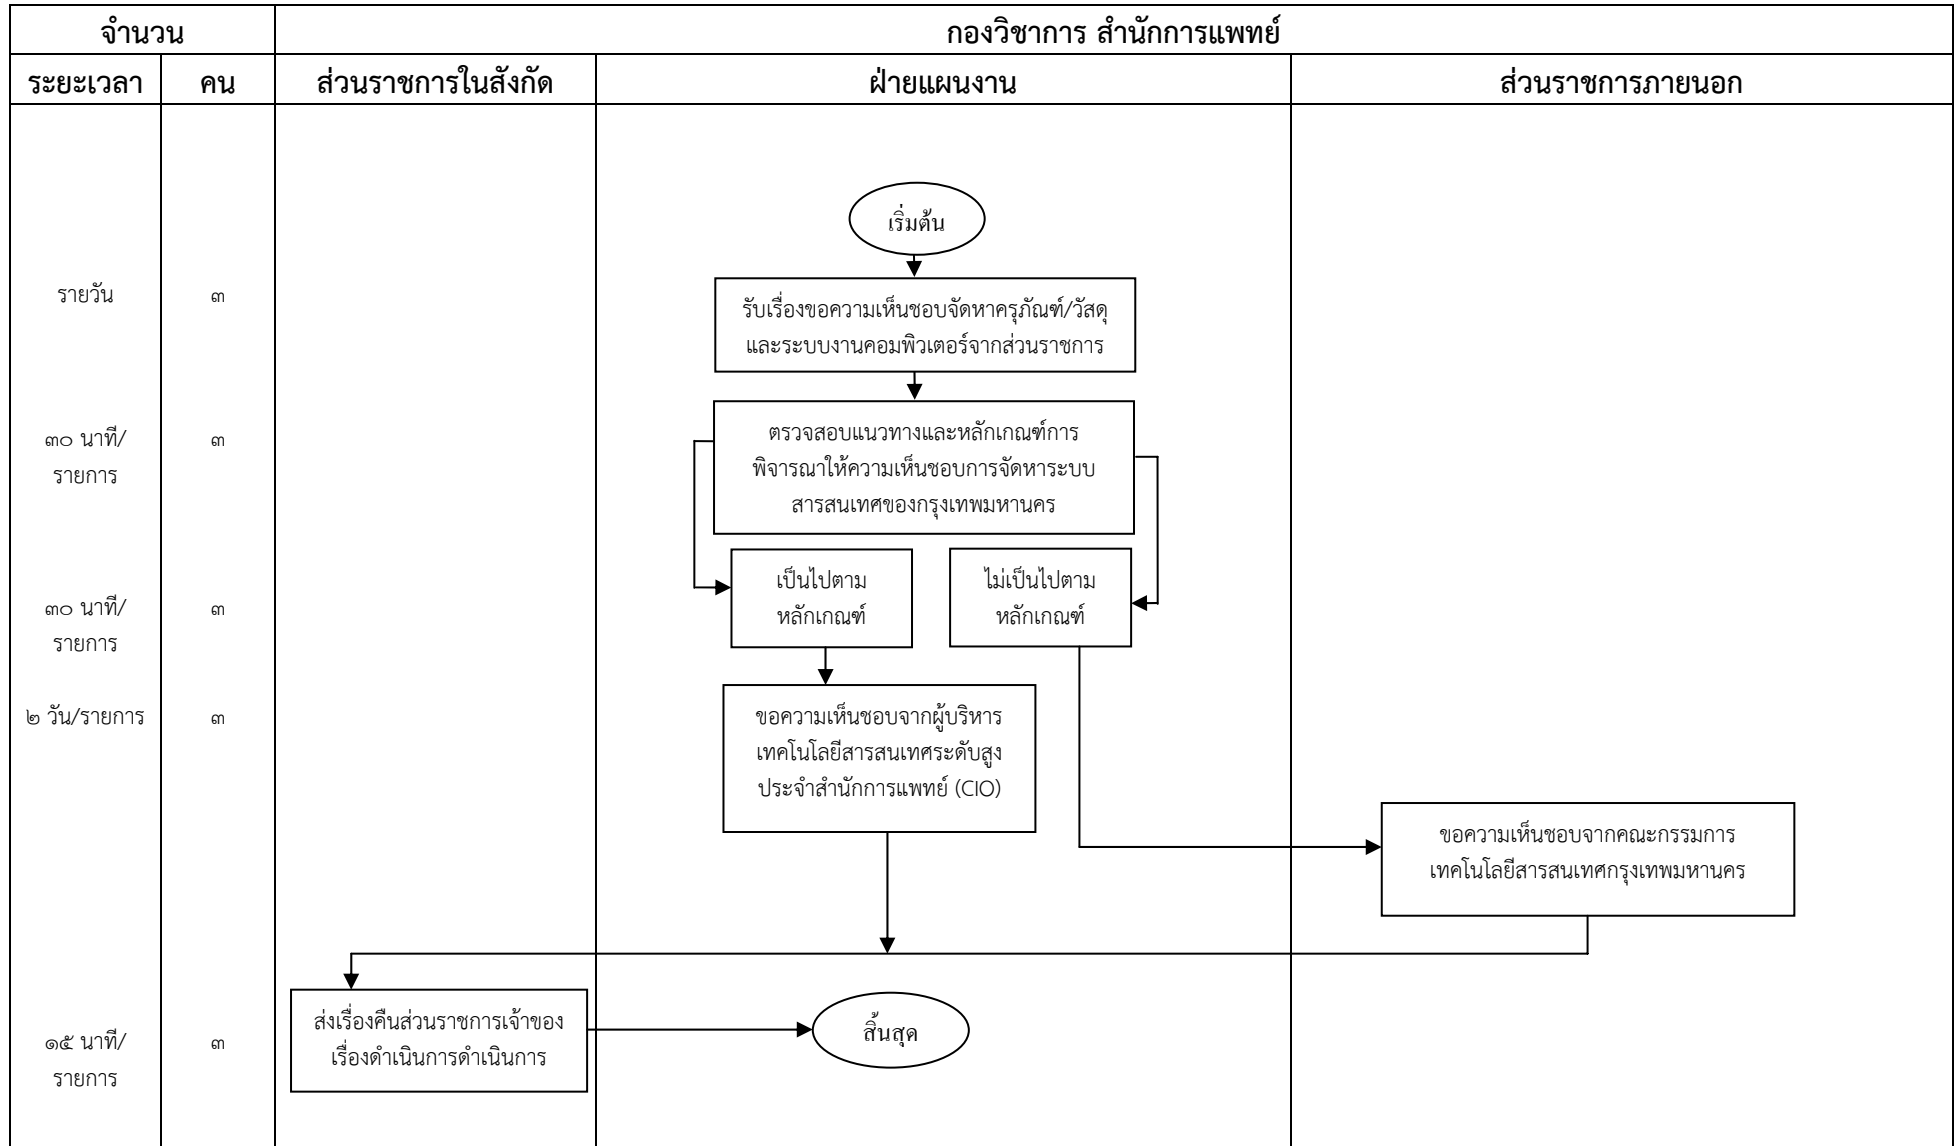 จำนวน
กองวิชาการ สำนักการแพทย์
ระยะเวลา
คน
ส่วนราชการในสังกัด
ฝ่ายแผนงาน
ส่วนราชการภายนอก
เริ่มต้น
รายวัน
๓
รับเรื่องขอความเห็นชอบจัดหาครุภัณฑ์/วัสดุ
และระบบงานคอมพิวเตอร์จากส่วนราชการ
๓๐ นาที/
รายการ
๓
ตรวจสอบแนวทางและหลักเกณฑ์การ
พิจารณาให้ความเห็นชอบการจัดหาระบบ
สารสนเทศของกรุงเทพมหานคร
๓๐ นาที/
รายการ
๓
เป็นไปตาม
หลักเกณฑ์
ไม่เป็นไปตาม
หลักเกณฑ์
๒ วัน/รายการ
๓
ขอความเห็นชอบจากผู้บริหาร
เทคโนโลยีสารสนเทศระดับสูง
ประจำสำนักการแพทย์ (CIO)
ขอความเห็นชอบจากคณะกรรมการ
เทคโนโลยีสารสนเทศกรุงเทพมหานคร
๑๕ นาที/
รายการ
๓
ส่งเรื่องคืนส่วนราชการเจ้าของ
เรื่องดำเนินการดำเนินการ
สิ้นสุด